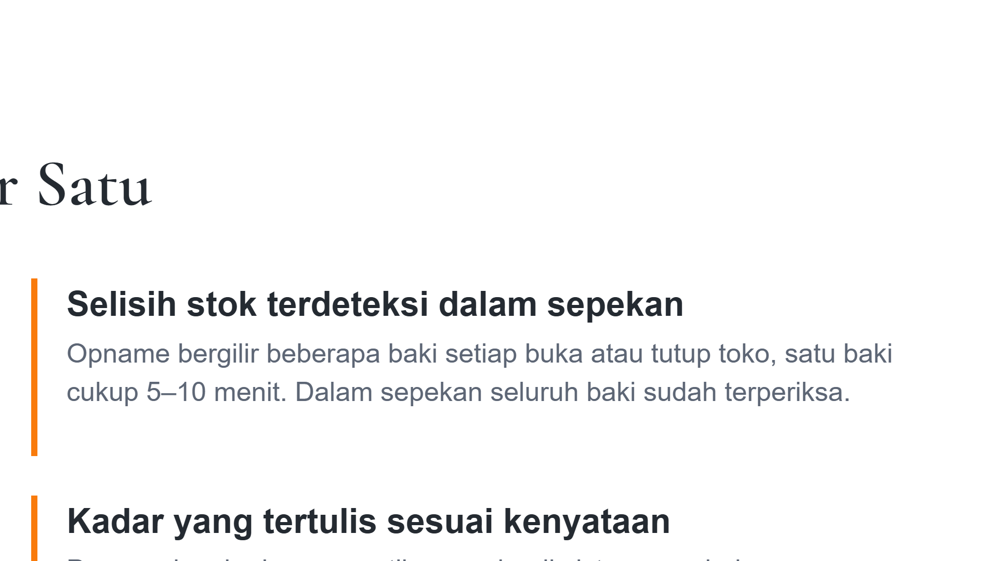 Satu
Selisih stok terdeteksi dalam sepekan
Opname bergilir beberapa baki setiap buka atau tutup toko, satu baki
cukup 5–10 menit. Dalam sepekan seluruh baki sudah terperiksa.
Kadar yang tertulis sesuai kenyataan